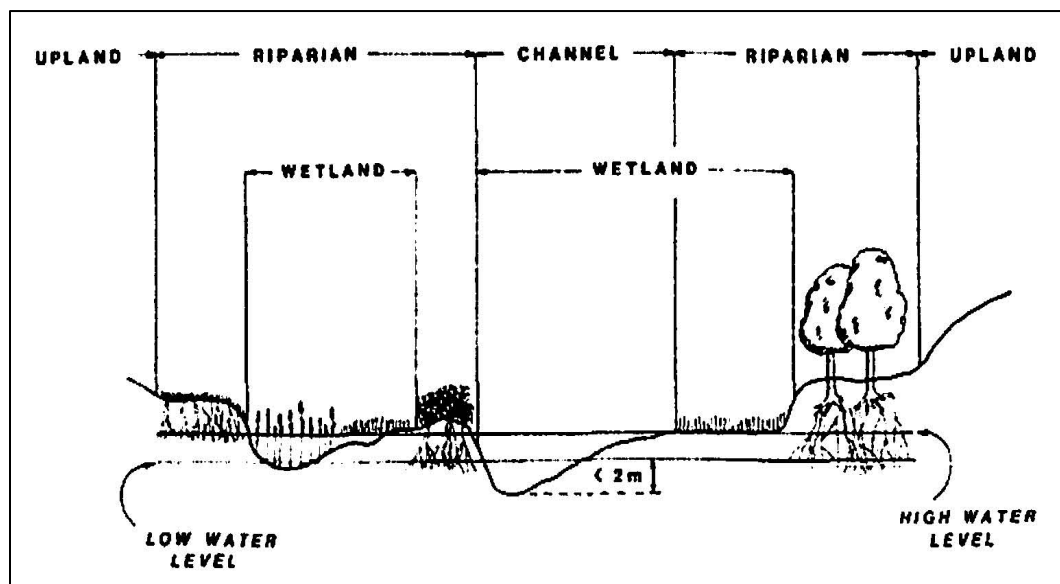 UPLAND RIPARIAN CHANNEL RIPARIAN UPLAND
WETLAND WETLAND
< 2m
LOW WATER
LEVEL
HIGH WATER
LEVEL